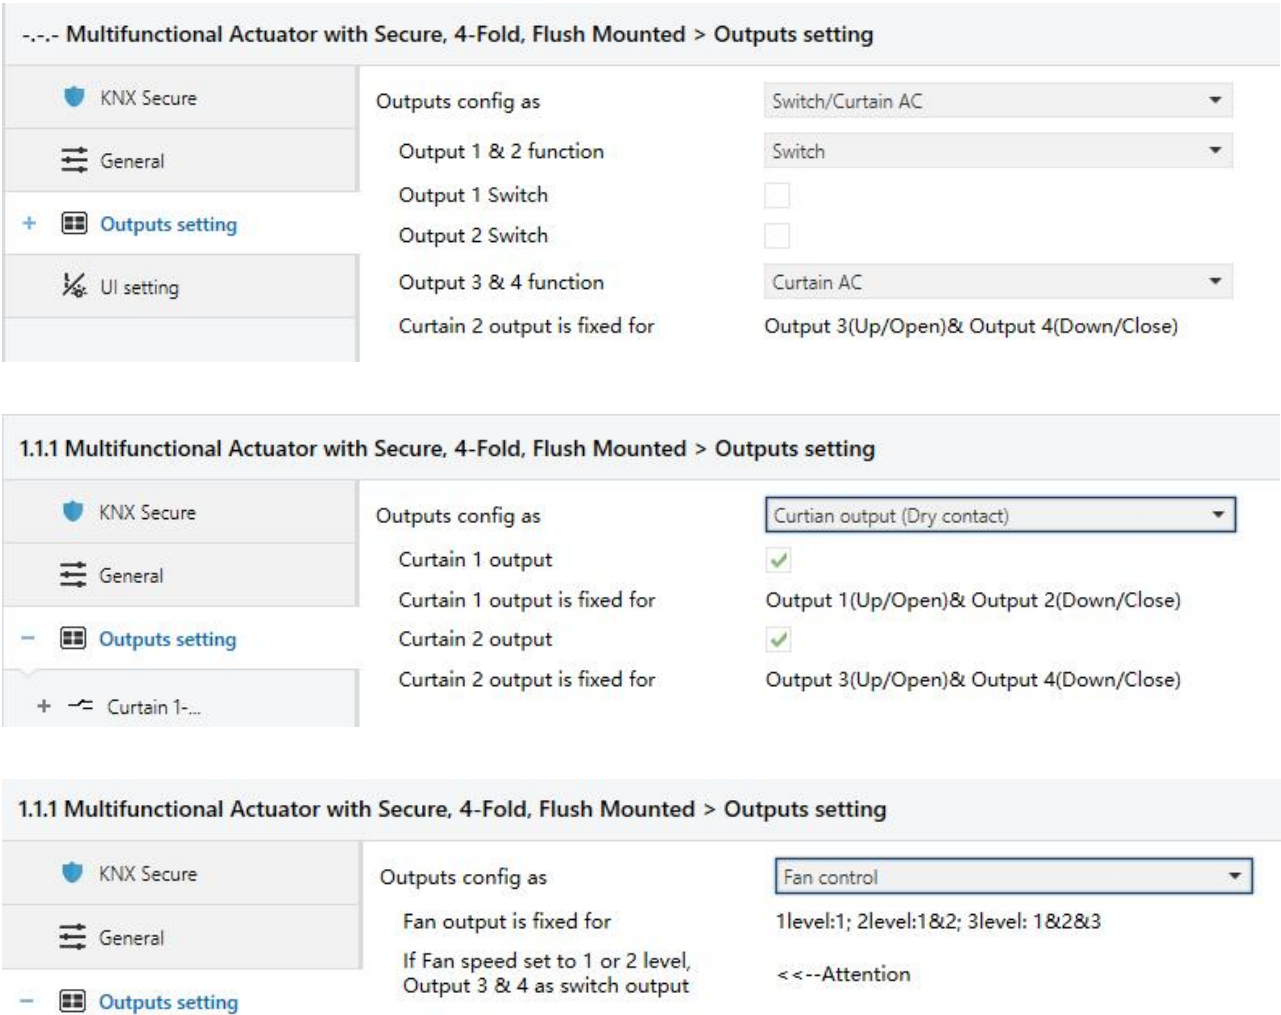 -.-.- Multifunctional Actuator with Secure, 4-Fold, Flush Mounted > Outputs setting
KNX Secure
General
+ Outputs setting
UI setting
Outputs config as Switch/Curtain AC
Output 1 & 2 function Switch
Output 1 Switch
Output 2 Switch
Output 3 & 4 function Curtain AC
Curtain 2 output is fixed for Output 3(Up/Open)& Output 4(Down/Close)
1.1.1 Multifunctional Actuator with Secure, 4-Fold, Flush Mounted > Outputs setting
KNX Secure
General
- Outputs setting
+ Curtain 1-...
Outputs config as Curtian output (Dry contact)
Curtain 1 output
Curtain 1 output is fixed for Output 1(Up/Open)& Output 2(Down/Close)
Curtain 2 output
Curtain 2 output is fixed for Output 3(Up/Open)& Output 4(Down/Close)
1.1.1 Multifunctional Actuator with Secure, 4-Fold, Flush Mounted > Outputs setting
KNX Secure
General
- Outputs setting
Outputs config as Fan control
Fan output is fixed for 1level:1; 2level:1&2; 3level: 1&2&3
If Fan speed set to 1 or 2 level,
Output 3 & 4 as switch output
<<--Attention